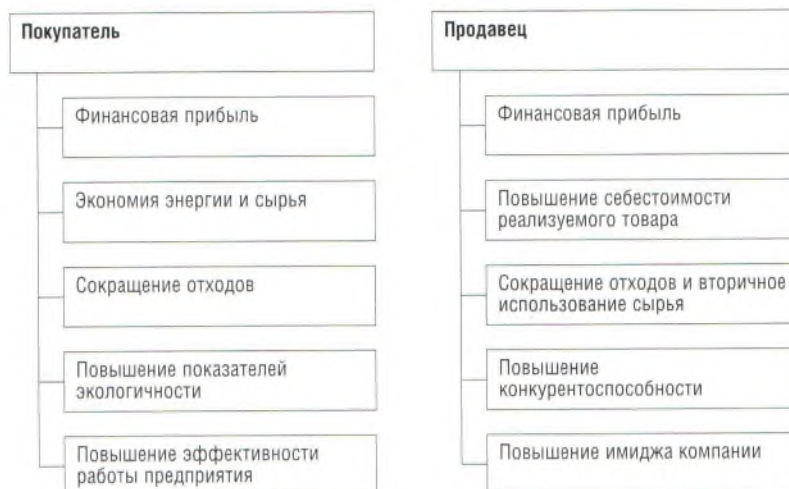 Покупатель
Финансовая прибыль
Экономия энергии и сырья
Сокращение отходов
Повышение показателей
экологичности
Повышение эффективности
работы предприятия
Продавец
Финансовая прибыль
Повышение себестоимости
реализуемого товара
Сокращение отходов и вторичное
использование сырья
Повышение
конкурентоспособности
Повышение имиджа компании